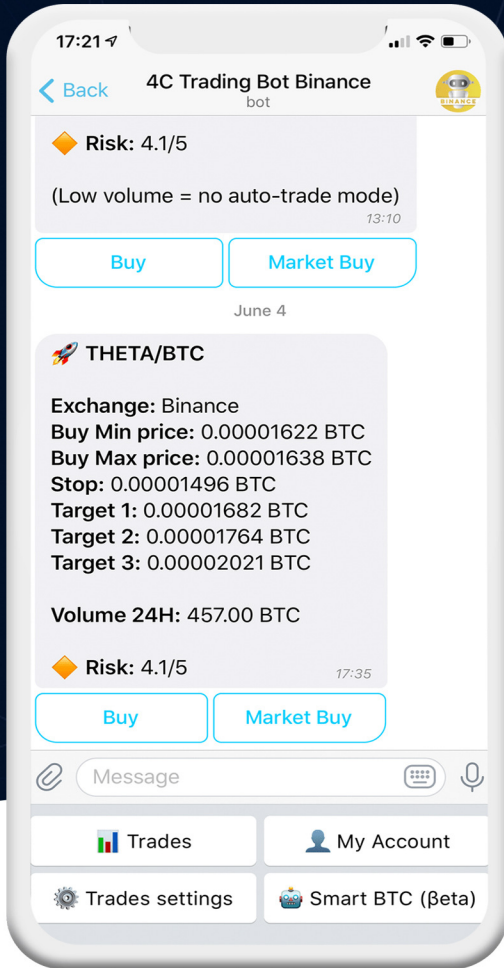 17:21
Back
4C Trading Bot Binance
bot
BINANCE
Risk: 4.1/5
(Low volume = no auto-trade mode)
13:10
Buy
Market Buy
June 4
THETA/BTC
Exchange: Binance
Buy Min price: 0.00001622 BTC
Buy Max price: 0.00001638 BTC
Stop: 0.00001496 BTC
Target 1: 0.00001682 BTC
Target 2: 0.00001764 BTC
Target 3: 0.00002021 BTC
Volume 24H: 457.00 BTC
Risk: 4.1/5
17:35
Buy
Market Buy
Message
Trades
My Account
Trades settings
Smart BTC (βeta)